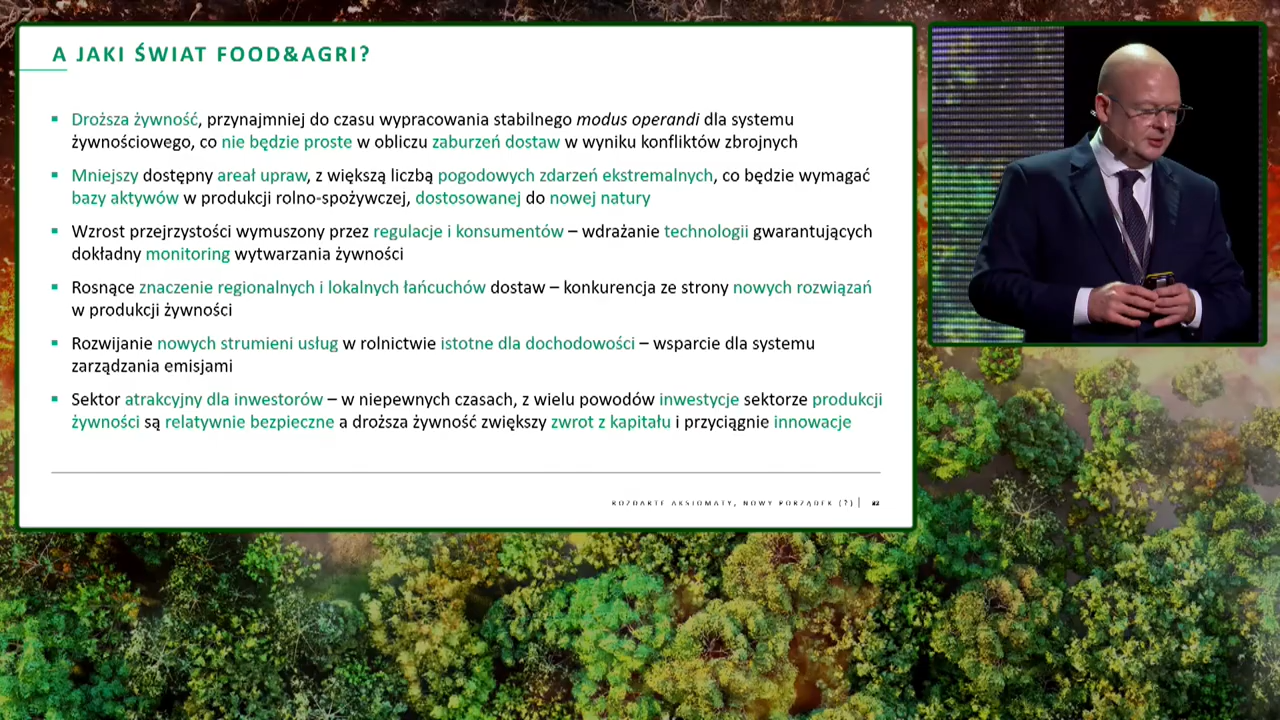 A JAKI ŚWIAT FOOD&AGRI?
▪ Droższa żywność, przynajmniej do czasu wypracowania stabilnego modus operandi dla systemu
żywnościowego, co nie będzie proste w obliczu zaburzeń dostaw w wyniku konfliktów zbrojnych
▪ Mniejszy dostępny areał upraw, z większą liczbą pogodowych zdarzeń ekstremalnych, co będzie wymagać
bazy aktywów w produkcji rolno-spożywczej, dostosowanej do nowej natury
▪ Wzrost przejrzystości wymuszony przez regulacje i konsumentów – wdrażanie technologii gwarantujących
dokładny monitoring wytwarzania żywności
▪ Rosnące znaczenie regionalnych i lokalnych łańcuchów dostaw – konkurencja ze strony nowych rozwiązań
w produkcji żywności
▪ Rozwijanie nowych strumieni usług w rolnictwie istotne dla dochodowości – wsparcie dla systemu
zarządzania emisjami
▪ Sektor atrakcyjny dla inwestorów – w niepewnych czasach, z wielu powodów inwestycje sektorze produkcji
żywności są relatywnie bezpieczne a droższa żywność zwiększy zwrot z kapitału i przyciągnie innowacje
ROZDARTE AKSJOMATY, NOWY PORZĄDEK (?) |